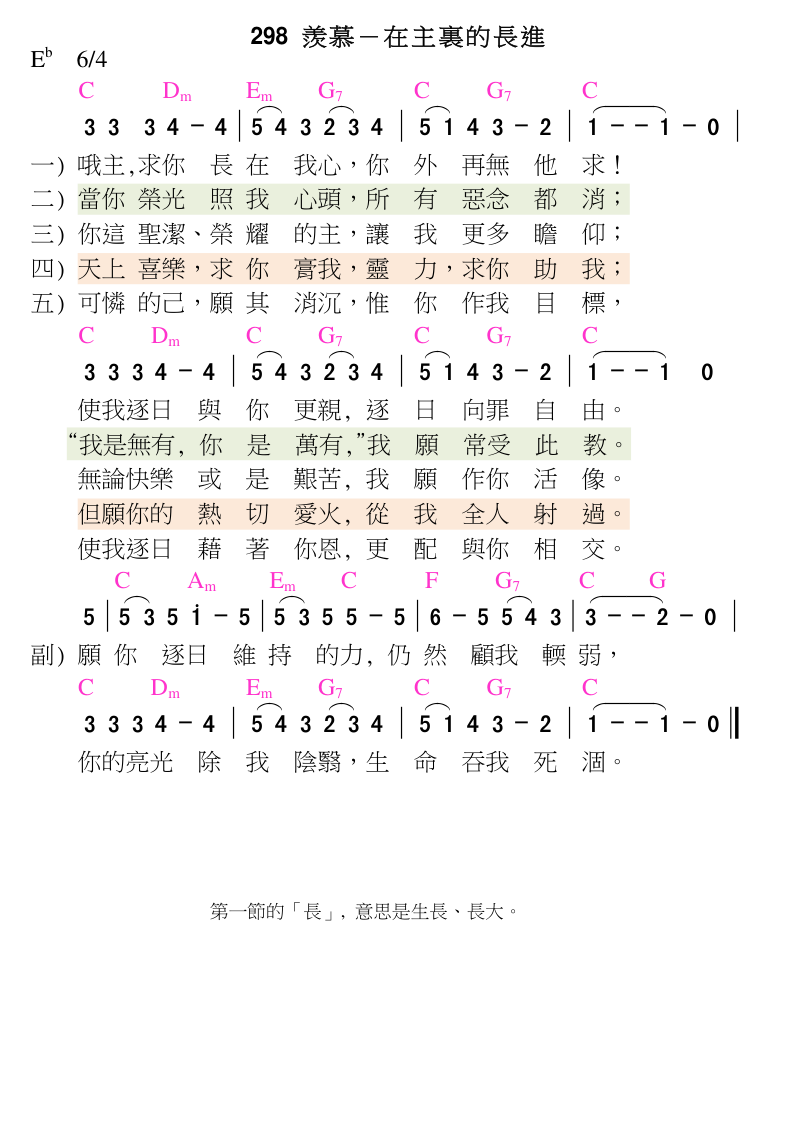 298 羨慕－在主裏的長進
E♭ 6/4
C Dm Em G7 C G7 C
3 3 3 4 － 4 | 5 4 3 2 3 4 | 5 1 4 3 － 2 | 1 － － 1 － 0 |
一) 哦主,求你 長 在 我心，你 外 再無 他 求！
二) 當你 榮光 照 我 心頭，所 有 惡念 都 消；
三) 你這 聖潔、榮 耀 的主，讓 我 更多 瞻 仰；
四) 天上 喜樂，求 你 膏我，靈 力，求你 助 我；
五) 可憐 的己，願 其 消沉，惟 你 作我 目 標，
C Dm C G7 C G7 C
3 3 3 4 － 4 | 5 4 3 2 3 4 | 5 1 4 3 － 2 | 1 － － 1 0
使我逐日 與 你 更親, 逐 日 向罪 自 由。
“我是無有, 你 是 萬有,”我 願 常受 此 教。
無論快樂 或 是 艱苦, 我 願 作你 活 像。
但願你的 熱 切 愛火, 從 我 全人 射 過。
使我逐日 藉 著 你恩, 更 配 與你 相 交。
C Am Em C F G7 C G
5 | 5 3 5 i － 5 | 5 3 5 5 － 5 | 6 － 5 5 4 3 | 3 － － 2 － 0 |
副) 願 你 逐日 維 持 的力, 仍 然 顧我 輭 弱，
C Dm Em G7 C G7 C
3 3 3 4 － 4 | 5 4 3 2 3 4 | 5 1 4 3 － 2 | 1 － － 1 － 0 ‖
你的亮光 除 我 陰翳，生 命 吞我 死 涸。
第一節的「長」, 意思是生長、長大。